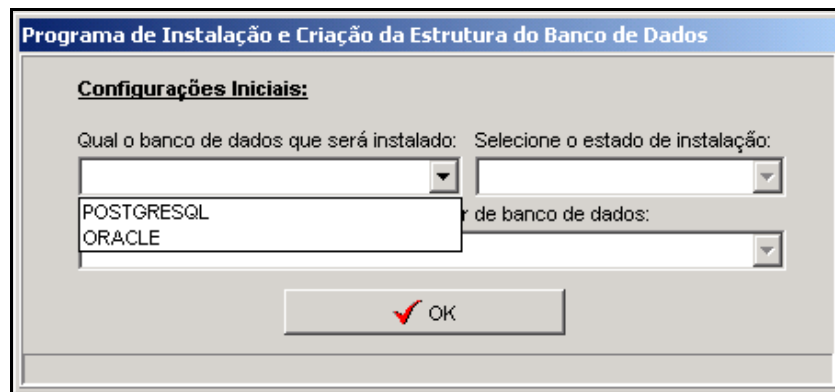 Programa de Instalação e Criação da Estrutura do Banco de Dados
Configurações Iniciais:
Qual o banco de dados que será instalado: Selecione o estado de instalação:
POSTGRESQL
de banco de dados:
ORACLE
OK